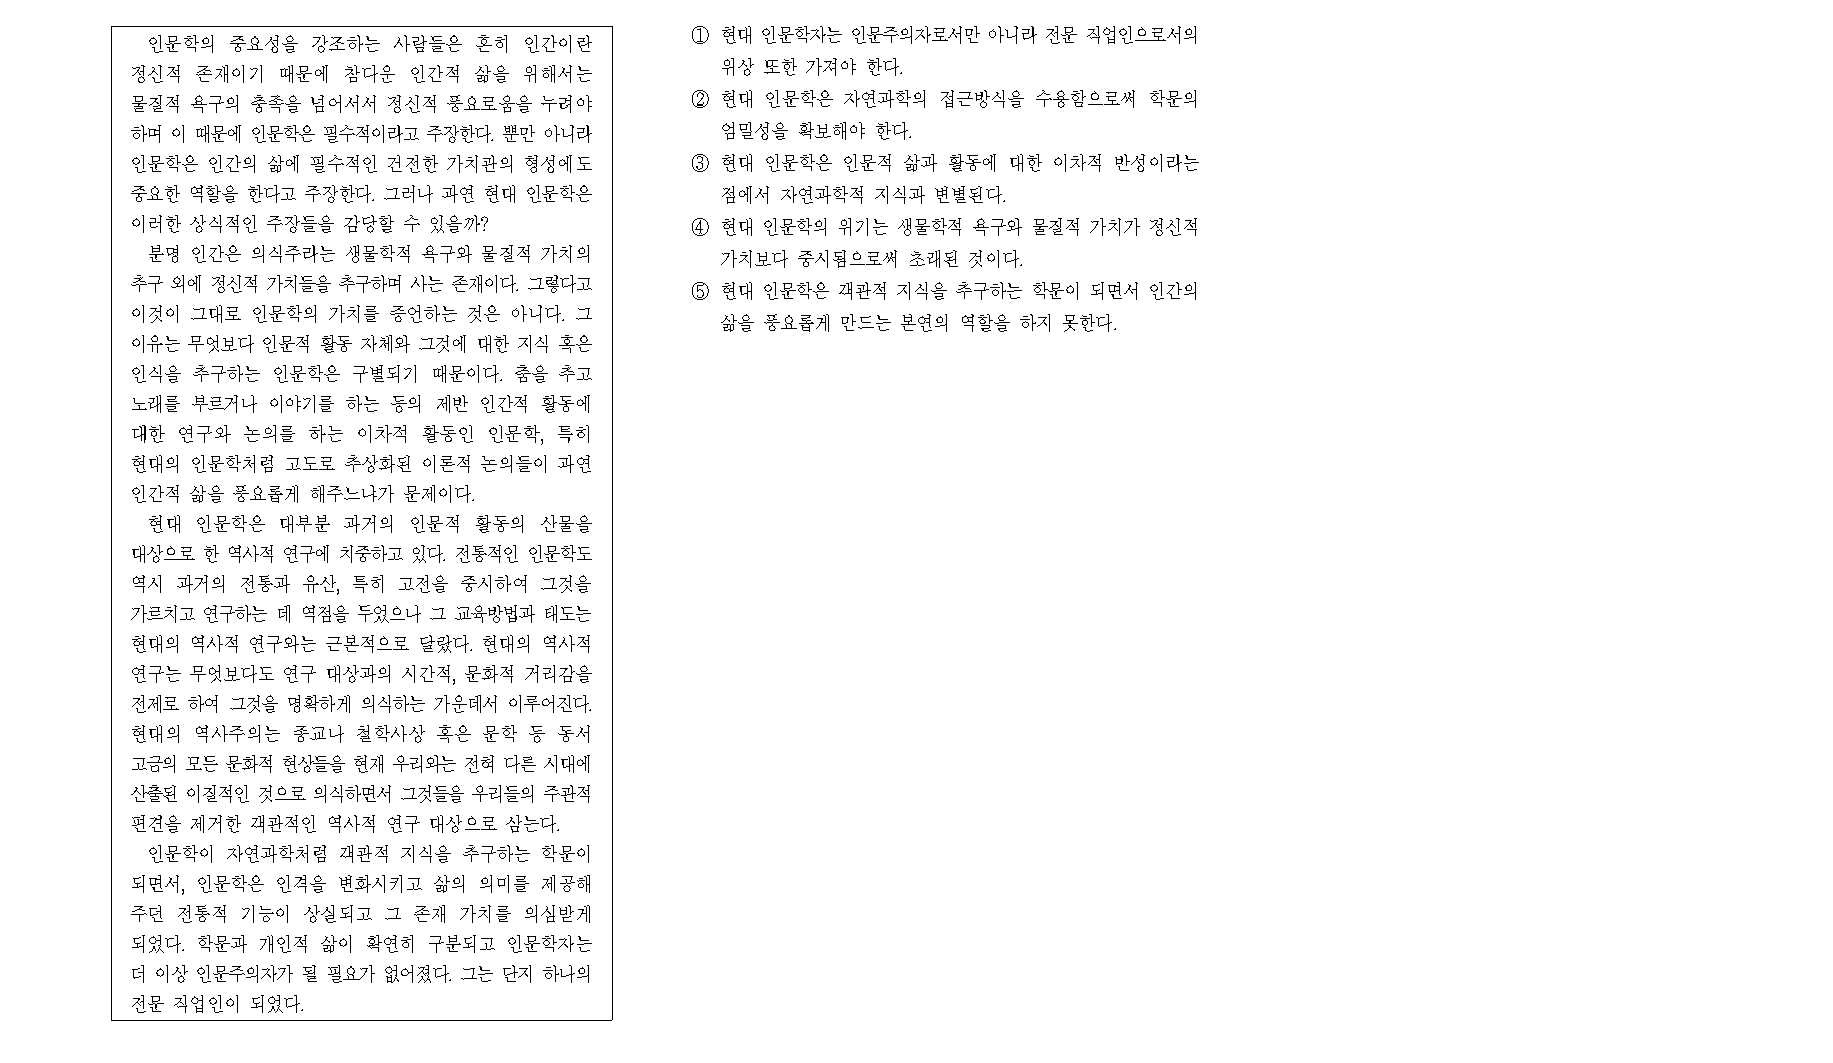 인문학의 중요성을 강조하는 사람들은 흔히 인간이란
정신적 존재이기 때문에 참다운 인간적 삶을 위해서는
물질적 욕구의 충족을 넘어서서 정신적 풍요로움을 누려야
하며 이 때문에 인문학은 필수적이라고 주장한다. 뿐만 아니라
인문학은 인간의 삶에 필수적인 건전한 가치관의 형성에도
중요한 역할을 한다고 주장한다. 그러나 과연 현대 인문학은
이러한 상식적인 주장들을 감당할 수 있을까?
분명 인간은 의식주라는 생물학적 욕구와 물질적 가치의
추구 외에 정신적 가치들을 추구하며 사는 존재이다. 그렇다고
이것이 그대로 인문학의 가치를 증언하는 것은 아니다. 그
이유는 무엇보다 인문적 활동 자체와 그것에 대한 지식 혹은
인식을 추구하는 인문학은 구별되기 때문이다. 춤을 추고
노래를 부르거나 이야기를 하는 등의 제반 인간적 활동에
대한 연구와 논의를 하는 이차적 활동인 인문학, 특히
현대의 인문학처럼 고도로 추상화된 이론적 논의들이 과연
인간적 삶을 풍요롭게 해주느냐가 문제이다.
현대 인문학은 대부분 과거의 인문적 활동의 산물을
대상으로 한 역사적 연구에 치중하고 있다. 전통적인 인문학도
역시 과거의 전통과 유산, 특히 고전을 중시하여 그것을
가르치고 연구하는 데 역점을 두었으나 그 교육방법과 태도는
현대의 역사적 연구와는 근본적으로 달랐다. 현대의 역사적
연구는 무엇보다도 연구 대상과의 시간적, 문화적 거리감을
전제로 하여 그것을 명확하게 의식하는 가운데서 이루어진다.
현대의 역사주의는 종교나 철학사상 혹은 문학 등 동서
고금의 모든 문화적 현상들을 현재 우리와는 전혀 다른 시대에
산출된 이질적인 것으로 의식하면서 그것들을 우리들의 주관적
편견을 제거한 객관적인 역사적 연구 대상으로 삼는다.
인문학이 자연과학처럼 객관적 지식을 추구하는 학문이
되면서, 인문학은 인격을 변화시키고 삶의 의미를 제공해
주던 전통적 기능이 상실되고 그 존재 가치를 의심받게
되었다. 학문과 개인적 삶이 확연히 구분되고 인문학자는
더 이상 인문주의자가 될 필요가 없어졌다. 그는 단지 하나의
전문 직업인이 되었다.
① 현대 인문학자는 인문주의자로서만 아니라 전문 직업인으로서의
위상 또한 가져야 한다.
② 현대 인문학은 자연과학의 접근방식을 수용함으로써 학문의
엄밀성을 확보해야 한다.
③ 현대 인문학은 인문적 삶과 활동에 대한 이차적 반성이라는
점에서 자연과학적 지식과 변별된다.
④ 현대 인문학의 위기는 생물학적 욕구와 물질적 가치가 정신적
가치보다 중시됨으로써 초래된 것이다.
⑤ 현대 인문학은 객관적 지식을 추구하는 학문이 되면서 인간의
삶을 풍요롭게 만드는 본연의 역할을 하지 못한다.